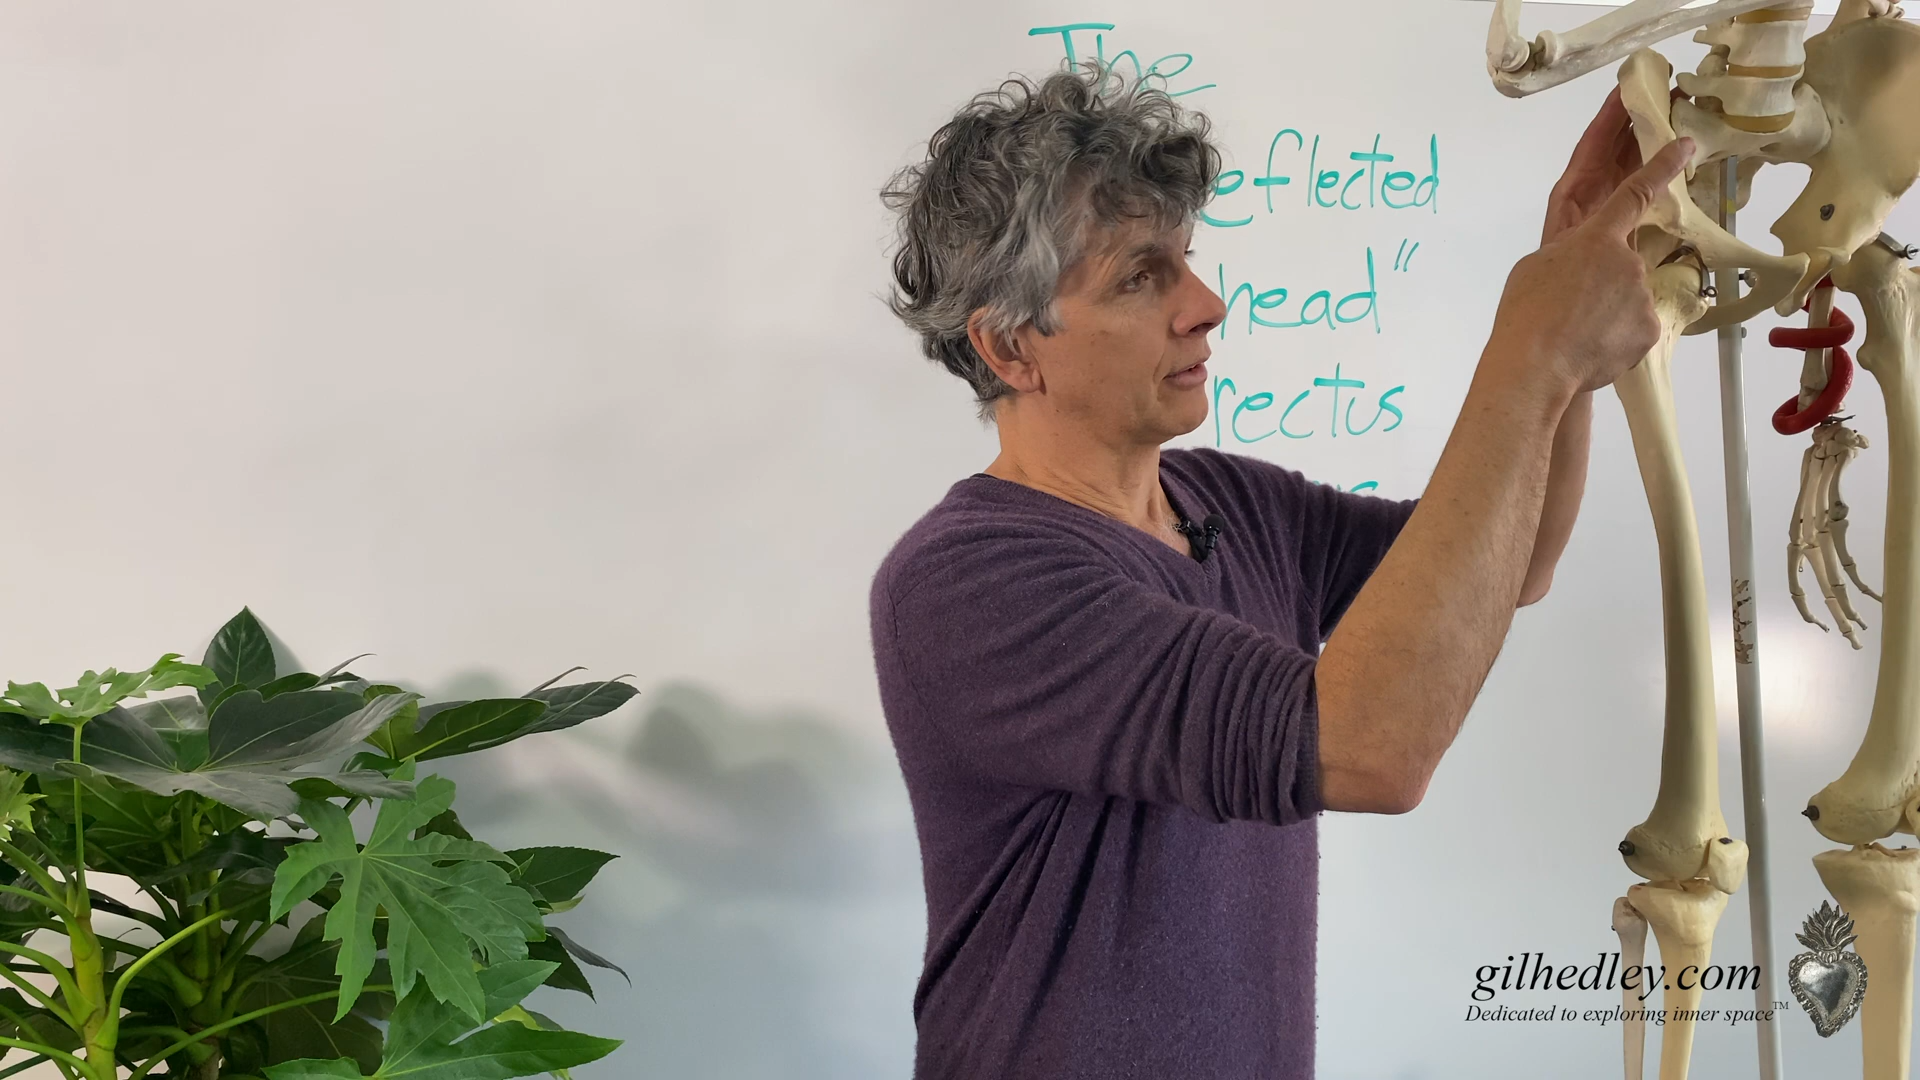 The
eflected
head"
rectus
gilhedley.com
Dedicated to exploring inner space™